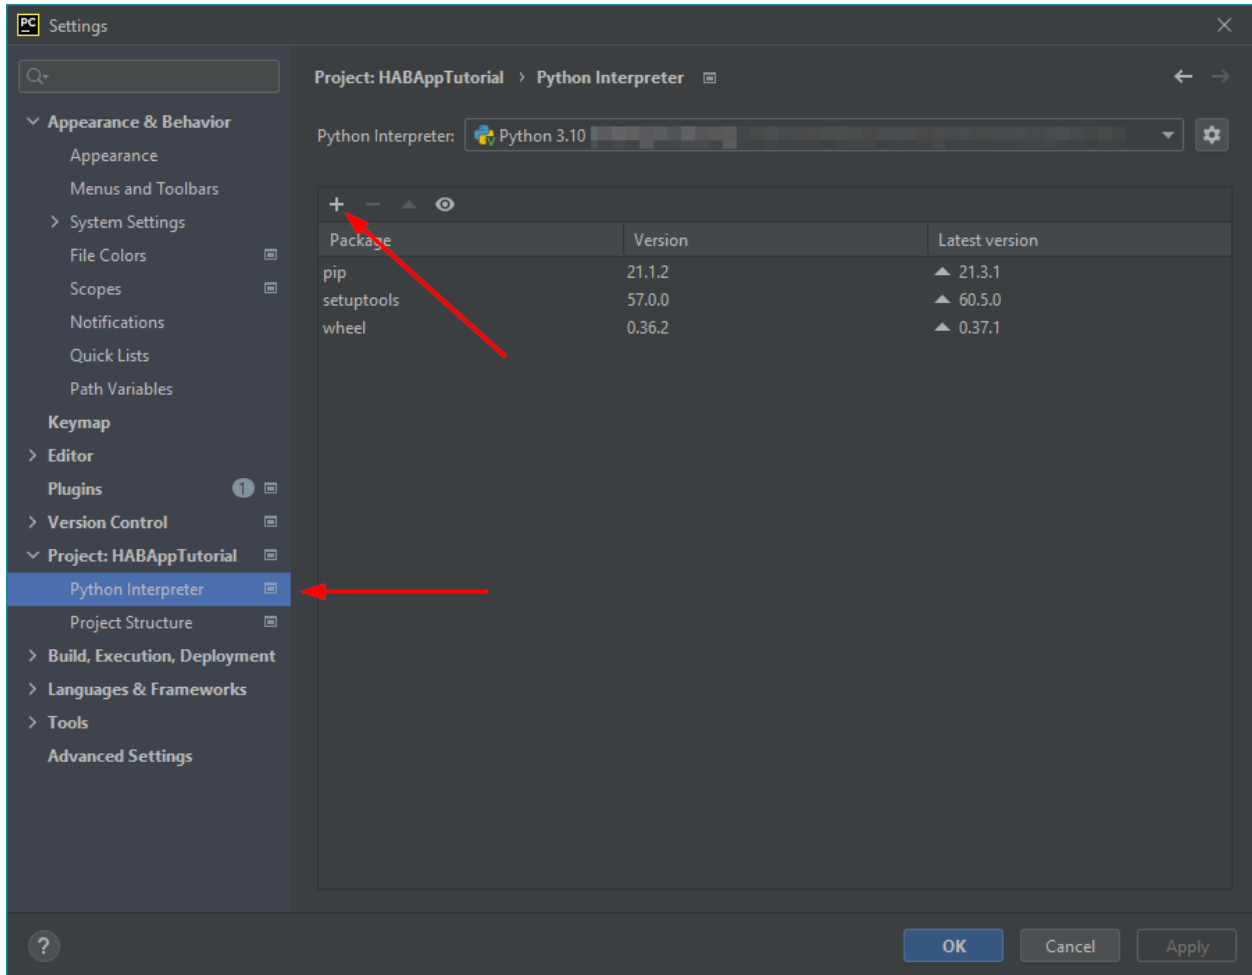 PC Settings
Project: HABAppTutorial › Python Interpreter
Python Interpreter: Python 3.10
Appearance & Behavior
Appearance
Menus and Toolbars
System Settings
File Colors
Scopes
Notifications
Quick Lists
Path Variables
Keymap
Editor
Plugins 1
Version Control
Project: HABAppTutorial
Python Interpreter
Project Structure
Build, Execution, Deployment
Languages & Frameworks
Tools
Advanced Settings
Package Version Latest version
pip 21.1.2 21.3.1
setuptools 57.0.0 60.5.0
wheel 0.36.2 0.37.1
? OK Cancel Apply